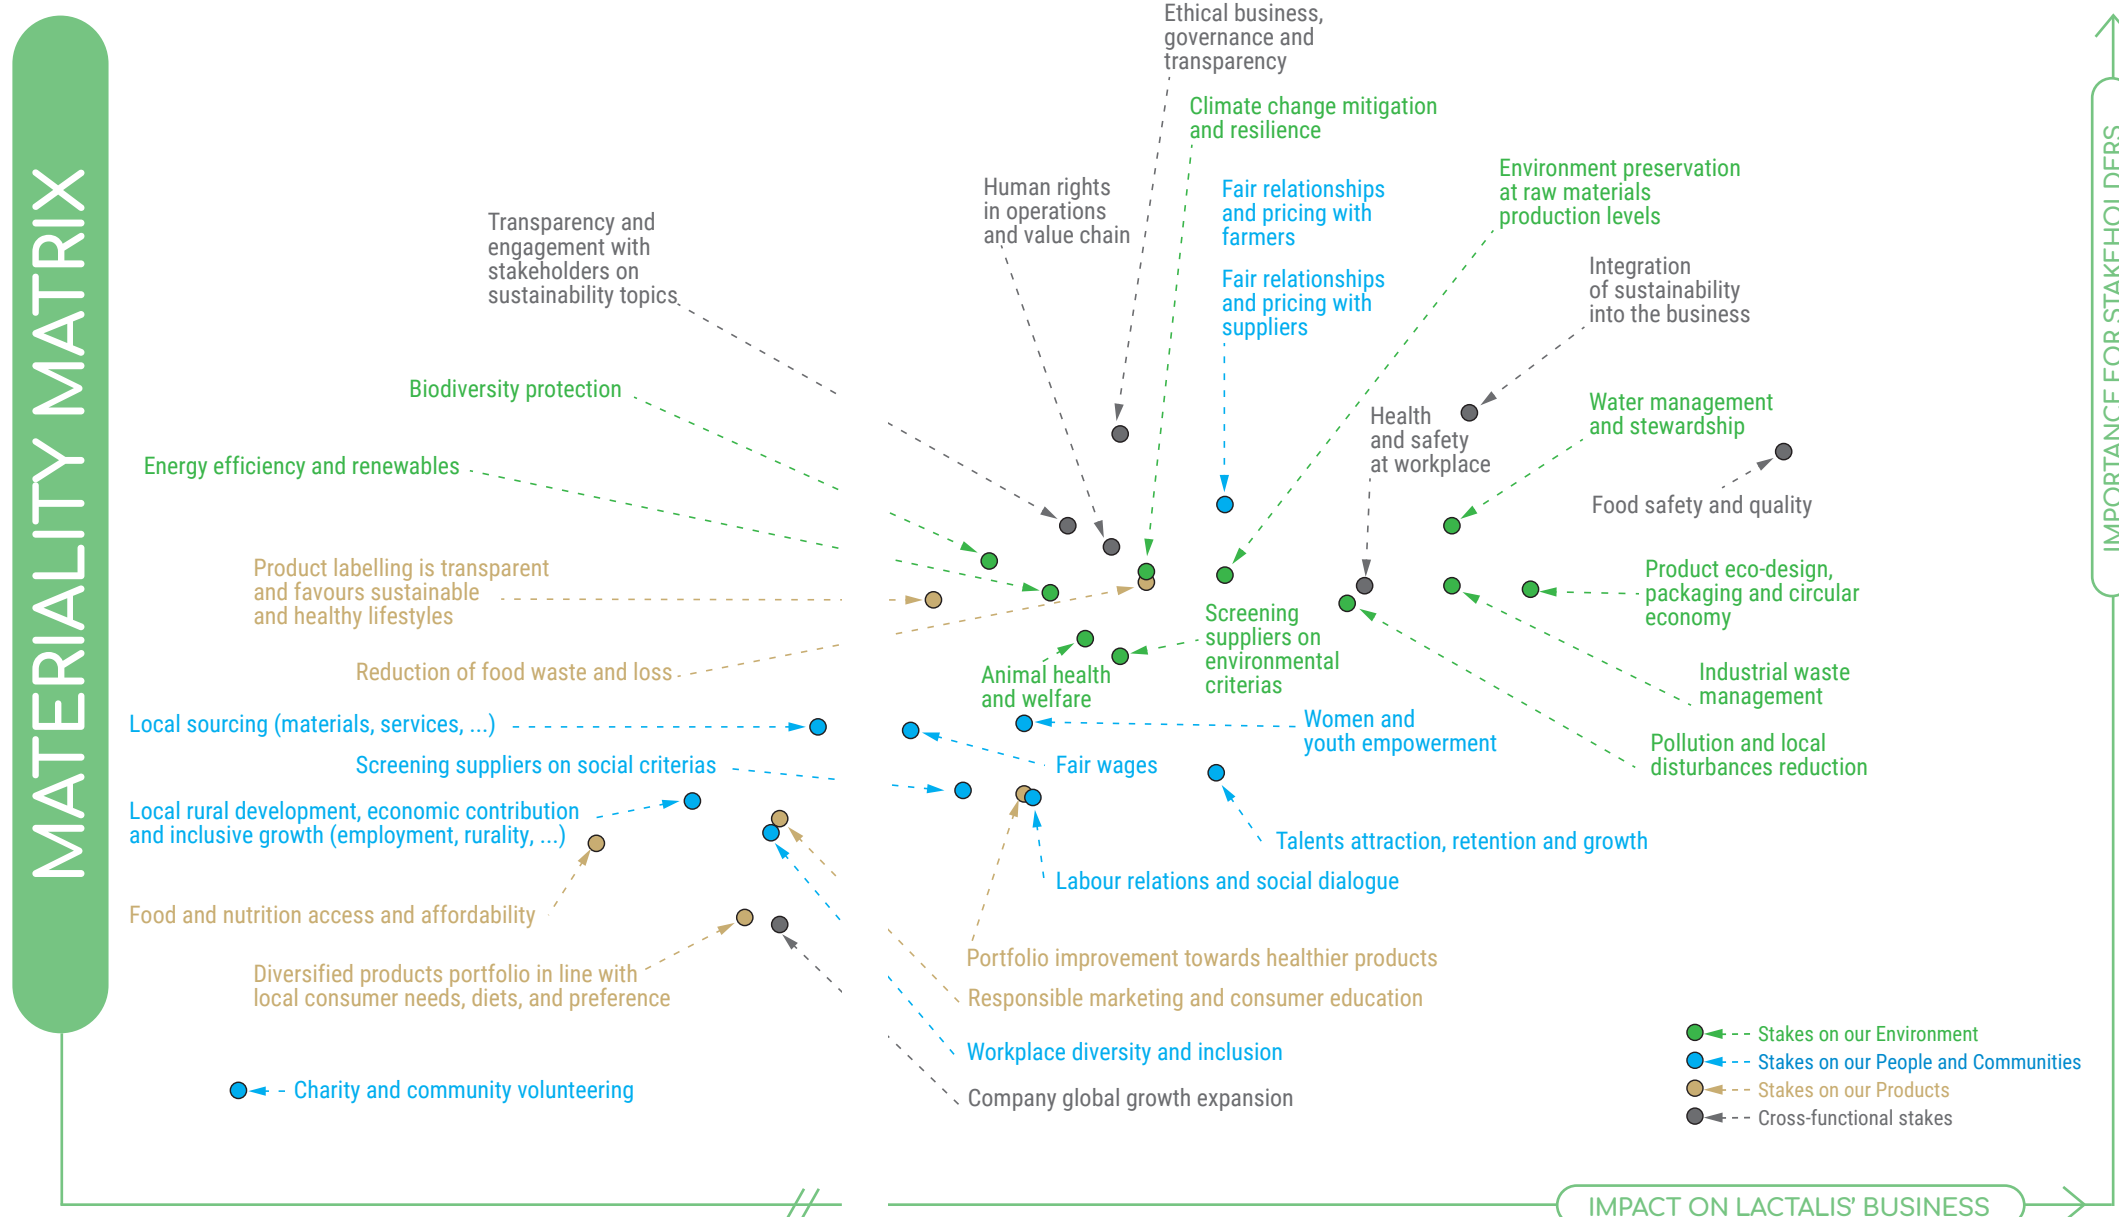 MATERIALITY MATRIX
Ethical business,
governance and
transparency
Climate change mitigation
and resilience
Human rights
in operations
and value chain
Fair relationships
and pricing with
farmers
Environment preservation
at raw materials
production levels
Transparency and
engagement with
stakeholders on
sustainability topics
Fair relationships
and pricing with
suppliers
Integration
of sustainability
into the business
Biodiversity protection
Health
and safety
at workplace
Water management
and stewardship
Energy efficiency and renewables
Food safety and quality
Product labelling is transparent
and favours sustainable
and healthy lifestyles
Product eco-design,
packaging and circular
economy
Screening
suppliers on
environmental
criterias
Reduction of food waste and loss
Animal health
and welfare
Industrial waste
management
Local sourcing (materials, services, ...)
Women and
youth empowerment
Screening suppliers on social criterias
Fair wages
Pollution and local
disturbances reduction
Local rural development, economic contribution
and inclusive growth (employment, rurality, ...)
Talents attraction, retention and growth
Labour relations and social dialogue
Food and nutrition access and affordability
Portfolio improvement towards healthier products
Diversified products portfolio in line with
local consumer needs, diets, and preference
Responsible marketing and consumer education
Workplace diversity and inclusion
Charity and community volunteering
Company global growth expansion
Stakes on our Environment
Stakes on our People and Communities
Stakes on our Products
Cross-functional stakes
IMPORTANCE FOR STAKEHOLDERS
IMPACT ON LACTALIS' BUSINESS